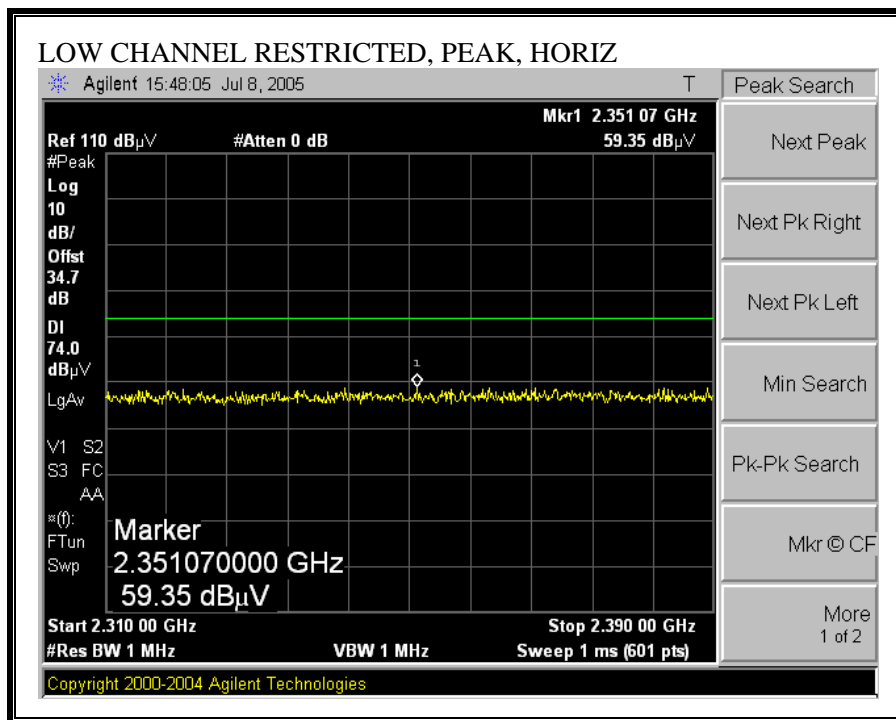 LOW CHANNEL RESTRICTED, PEAK, HORIZ
Agilent 15:48:05 Jul 8, 2005 T
Peak Search
Mkr1 2.351 07 GHz
Ref 110 dBµV #Atten 0 dB 59.35 dBµV
#Peak
Log
10
dB/
Offst
34.7
dB
DI
74.0
dBµV
LgAv
1
V1 S2
S3 FC
AA
¤(f):
FTun
Swp
Marker
2.351070000 GHz
59.35 dBµV
Start 2.310 00 GHz Stop 2.390 00 GHz
#Res BW 1 MHz VBW 1 MHz Sweep 1 ms (601 pts)
Copyright 2000-2004 Agilent Technologies
Next Peak
Next Pk Right
Next Pk Left
Min Search
Pk-Pk Search
Mkr © CF
More
1 of 2